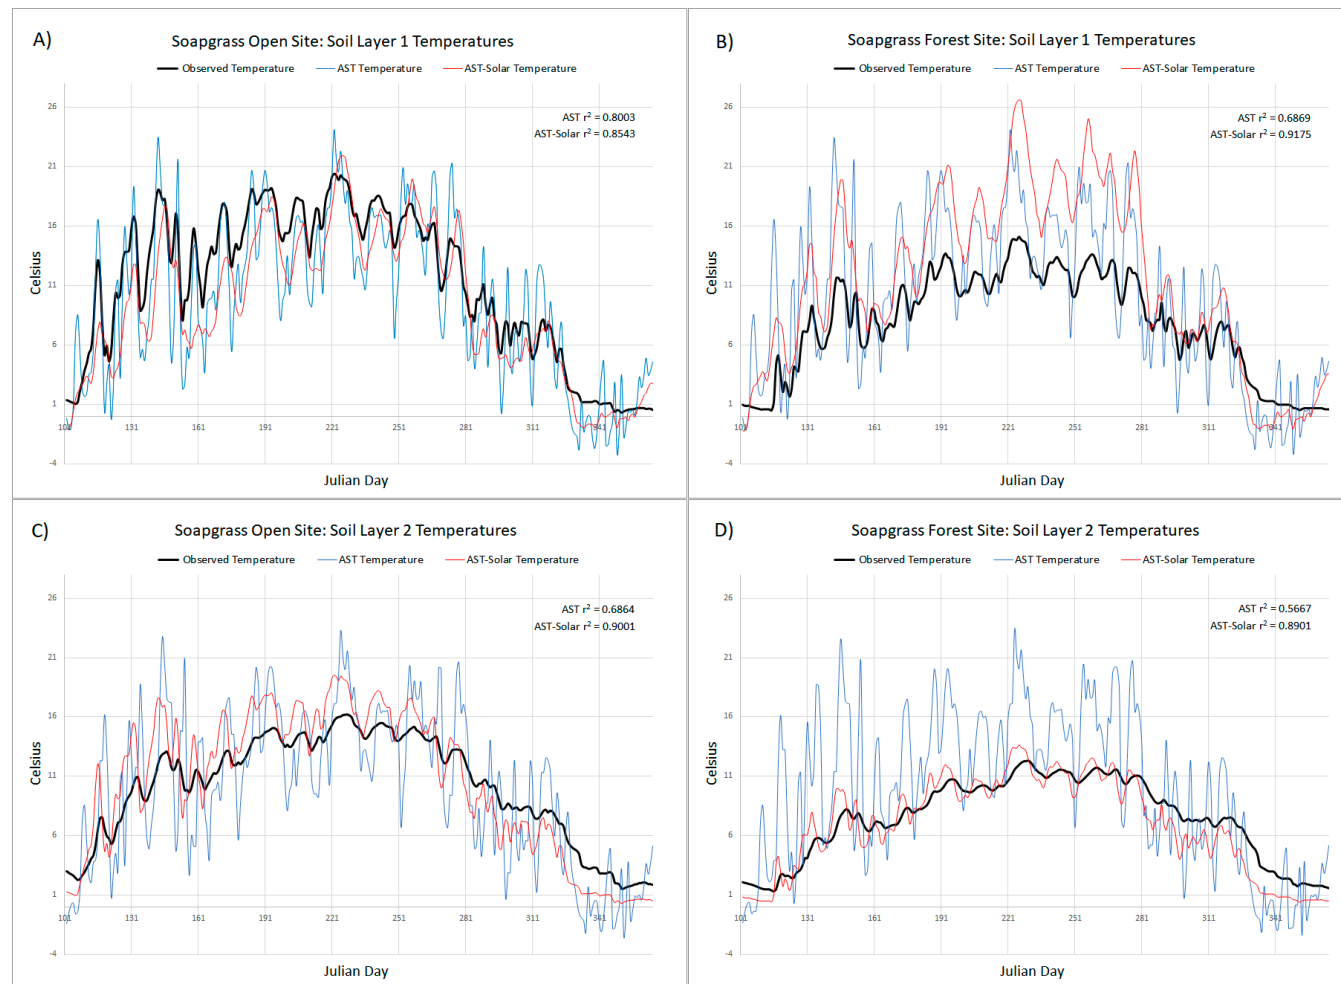 A)
Soapgrass Open Site: Soil Layer 1 Temperatures
Observed Temperature AST Temperature AST-Solar Temperature
AST r² = 0.8003
AST-Solar r² = 0.8543
26
21
16
11
6
1
-4
Celsius
101 131 161 191 221 251 281 311 341
Julian Day
B)
Soapgrass Forest Site: Soil Layer 1 Temperatures
Observed Temperature AST Temperature AST-Solar Temperature
AST r² = 0.6869
AST-Solar r² = 0.9175
26
21
16
11
6
1
-4
Celsius
101 131 161 191 221 251 281 311 341
Julian Day
C)
Soapgrass Open Site: Soil Layer 2 Temperatures
Observed Temperature AST Temperature AST-Solar Temperature
AST r² = 0.6864
AST-Solar r² = 0.9001
26
21
16
11
6
1
-4
Celsius
101 131 161 191 221 251 281 311 341
Julian Day
D)
Soapgrass Forest Site: Soil Layer 2 Temperatures
Observed Temperature AST Temperature AST-Solar Temperature
AST r² = 0.5667
AST-Solar r² = 0.8901
26
21
16
11
6
1
-4
Celsius
101 131 161 191 221 251 281 311 341
Julian Day